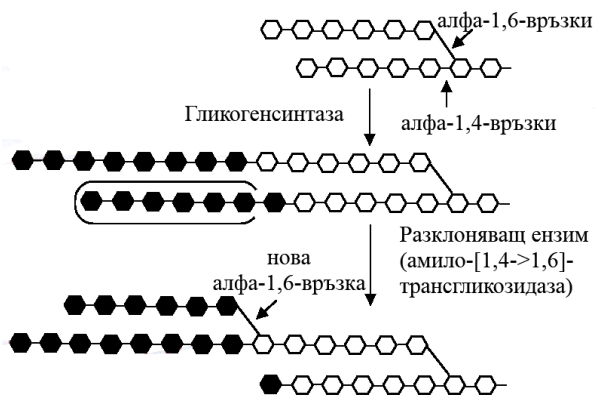 алфа-1,6-връзки
Гликогенсинтаза
алфа-1,4-връзки
Разклоняващ ензим
(амило-[1,4->1,6]-
трансгликозидаза)
нова
алфа-1,6-връзка